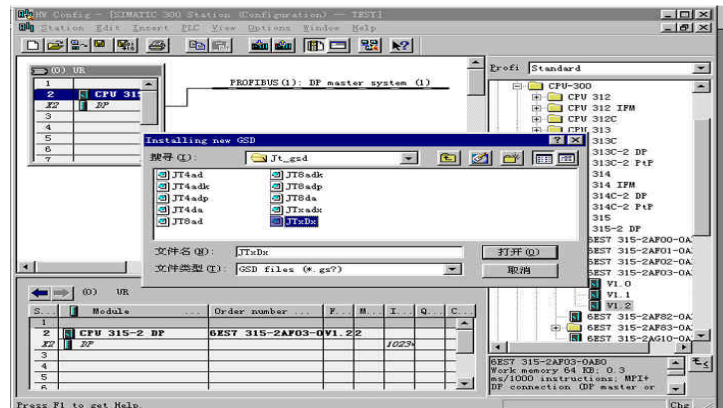 HW Config - [SIMATIC 300 Station (Configuration) -- TEST]
Station Edit Insert PLC View Options Window Help
(0) UR
1
2 CPU 315
X2 DP
3
4
5
6
7
PROFIBUS(1): DP master system (1)
Profi Standard
CPU-300
CPU 312
CPU 312 IFM
CPU 312C
CPU 313
313C
313C-2 DP
313C-2 PtP
314
314 IFM
314C-2 DP
314C-2 PtP
315
315-2 DP
6ES7 315-2AF00-0A
6ES7 315-2AF01-0A
6ES7 315-2AF02-0A
6ES7 315-2AF03-0A
V1.0
V1.1
V1.2
6ES7 315-2AF82-0A
6ES7 315-2AF83-0A
6ES7 315-2AG10-0A
Installing new GSD
搜寻(I): Jt_gsd
JT4ad JT8adk
JT4adk JT8adp
JT4adp JT8da
JT4da JTxadx
JT8ad JTxDx
文件名(N): JTxDx 打开(O)
文件类型(T): GSD files (*.gs?) 取消
(0) UR
S... Module ... Order number ... F... M... I... Q... C...
1
2 CPU 315-2 DP 6ES7 315-2AF03-0 V1.2 2
X2 DP 1023*
3
4
5
6
6ES7 315-2AF03-0AB0
Work memory 64 KB; 0.3
ms/1000 instructions; MPI+
DP connection (DP master or
Press F1 to get Help. Chg